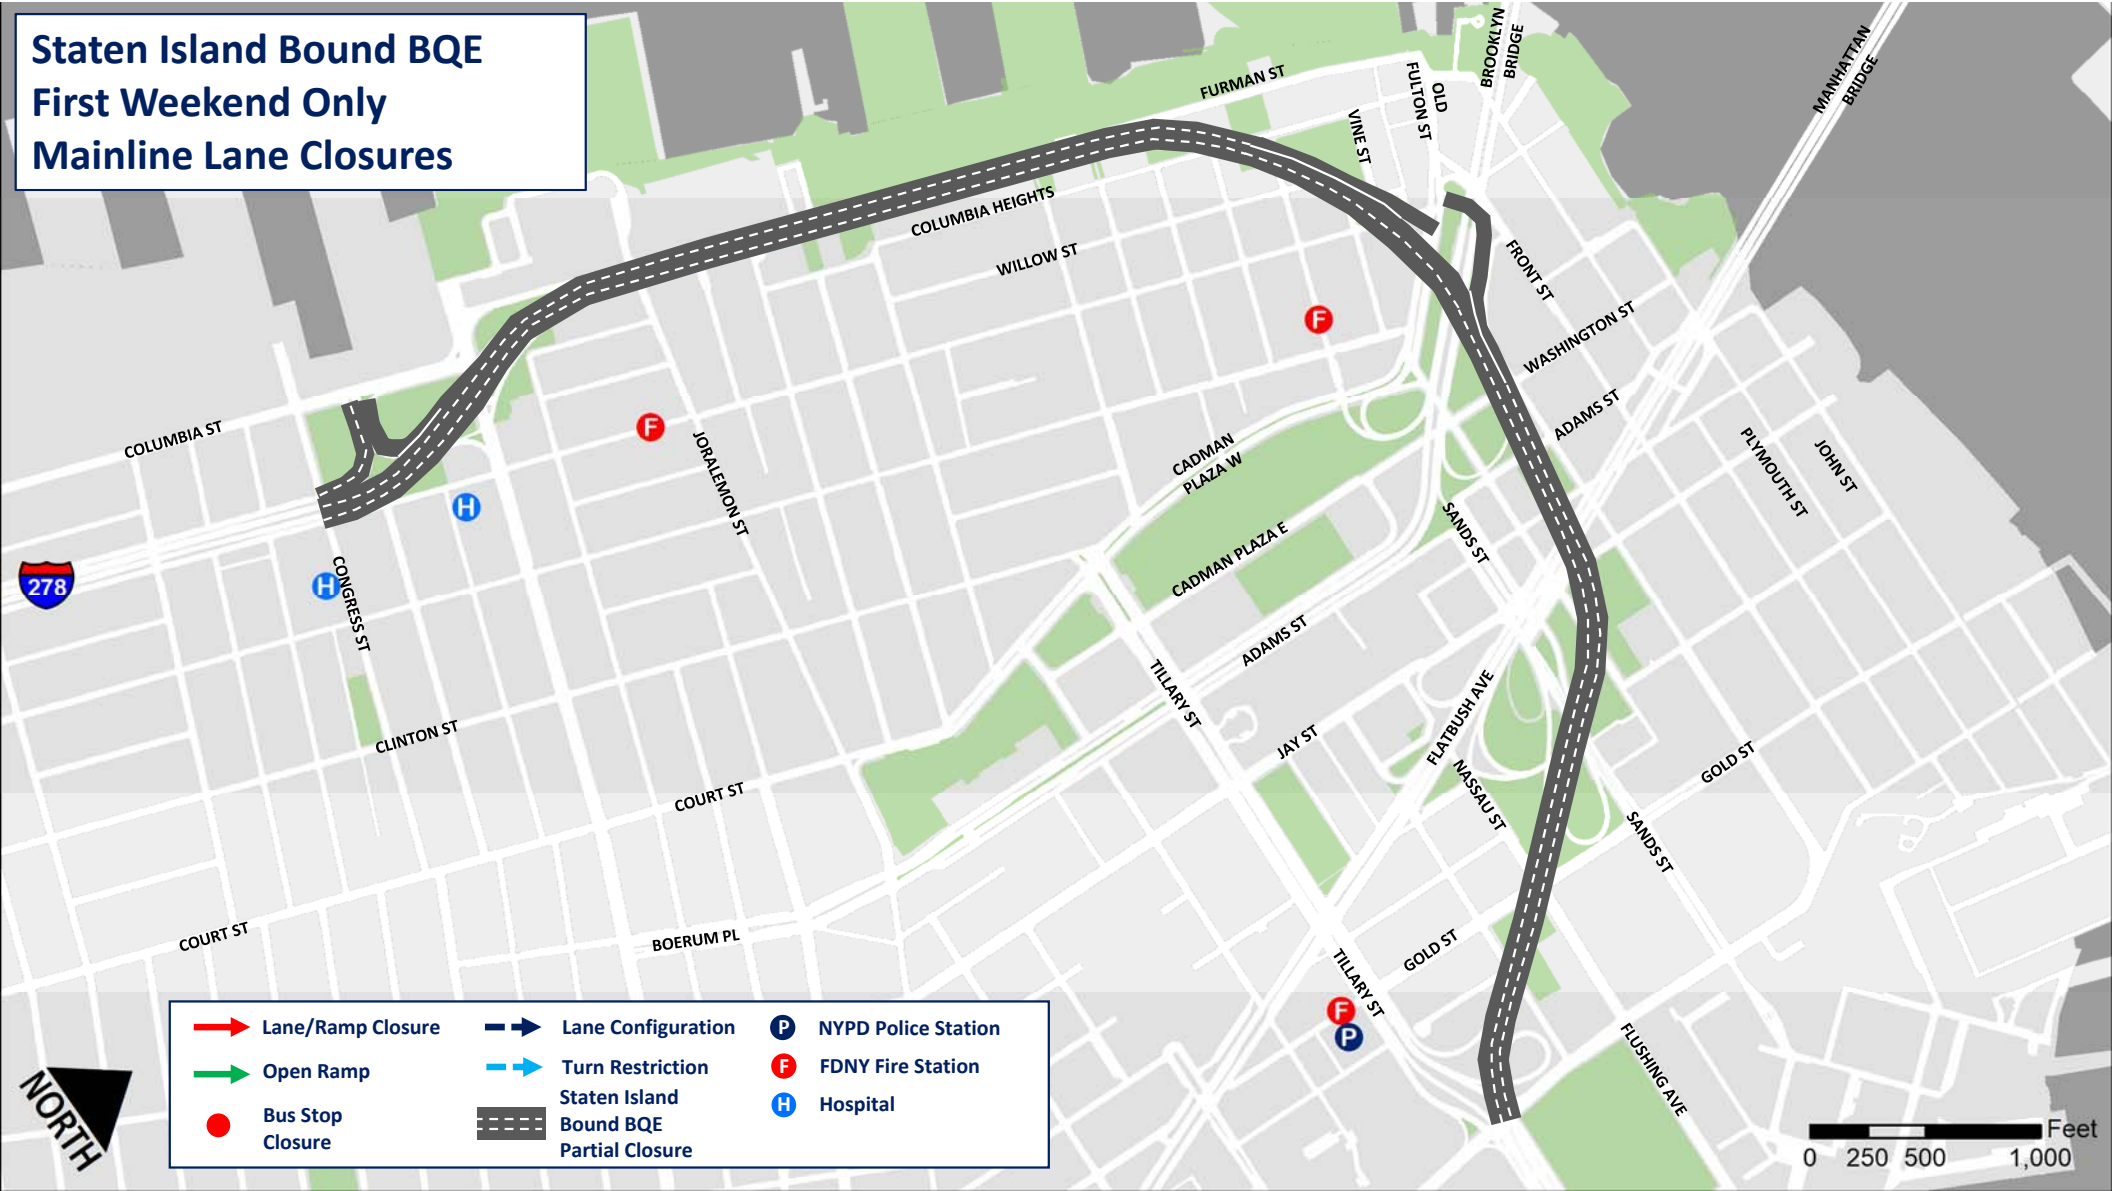 Staten Island Bound BQE
First Weekend Only
Mainline Lane Closures
BROOKLYN
BRIDGE
MANHATTAN
BRIDGE
FURMAN ST
OLD
FULTON ST
VINE ST
COLUMBIA HEIGHTS
WILLOW ST
FRONT ST
WASHINGTON ST
F
ADAMS ST
COLUMBIA ST
F
JORALEMON ST
CADMAN
PLAZA W
PLYMOUTH ST
JOHN ST
H
SANDS ST
CADMAN PLAZA E
278
H
CONGRESS ST
ADAMS ST
TILLARY ST
FLATBUSH AVE
CLINTON ST
JAY ST
GOLD ST
COURT ST
NASSAU ST
SANDS ST
COURT ST
BOERUM PL
GOLD ST
TILLARY ST
F
P
FLUSHING AVE
NORTH
Lane/Ramp Closure
Open Ramp
Bus Stop
Closure
Lane Configuration
Turn Restriction
Staten Island
Bound BQE
Partial Closure
P NYPD Police Station
F FDNY Fire Station
H Hospital
Feet
0 250 500 1,000